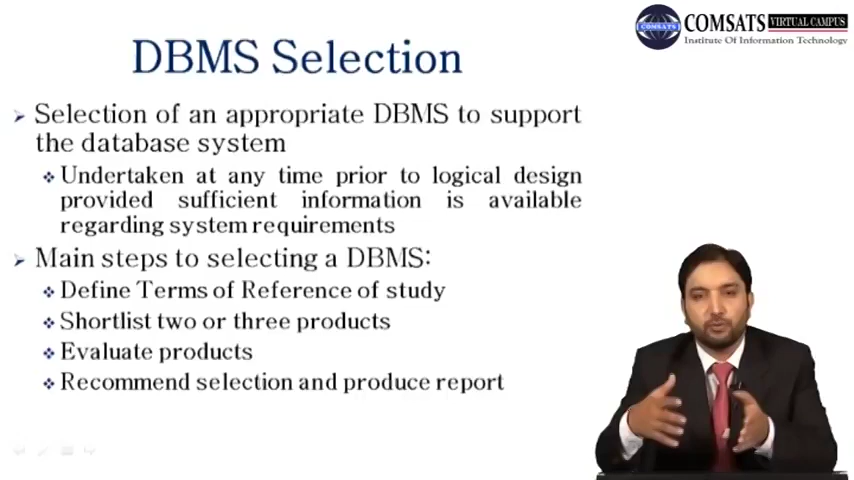 COMSATS VIRTUAL CAMPUS
Institute Of Information Technology
COMSATS
DBMS Selection
Selection of an appropriate DBMS to support
the database system
Undertaken at any time prior to logical design
provided sufficient information is available
regarding system requirements
Main steps to selecting a DBMS:
Define Terms of Reference of study
Shortlist two or three products
Evaluate products
Recommend selection and produce report